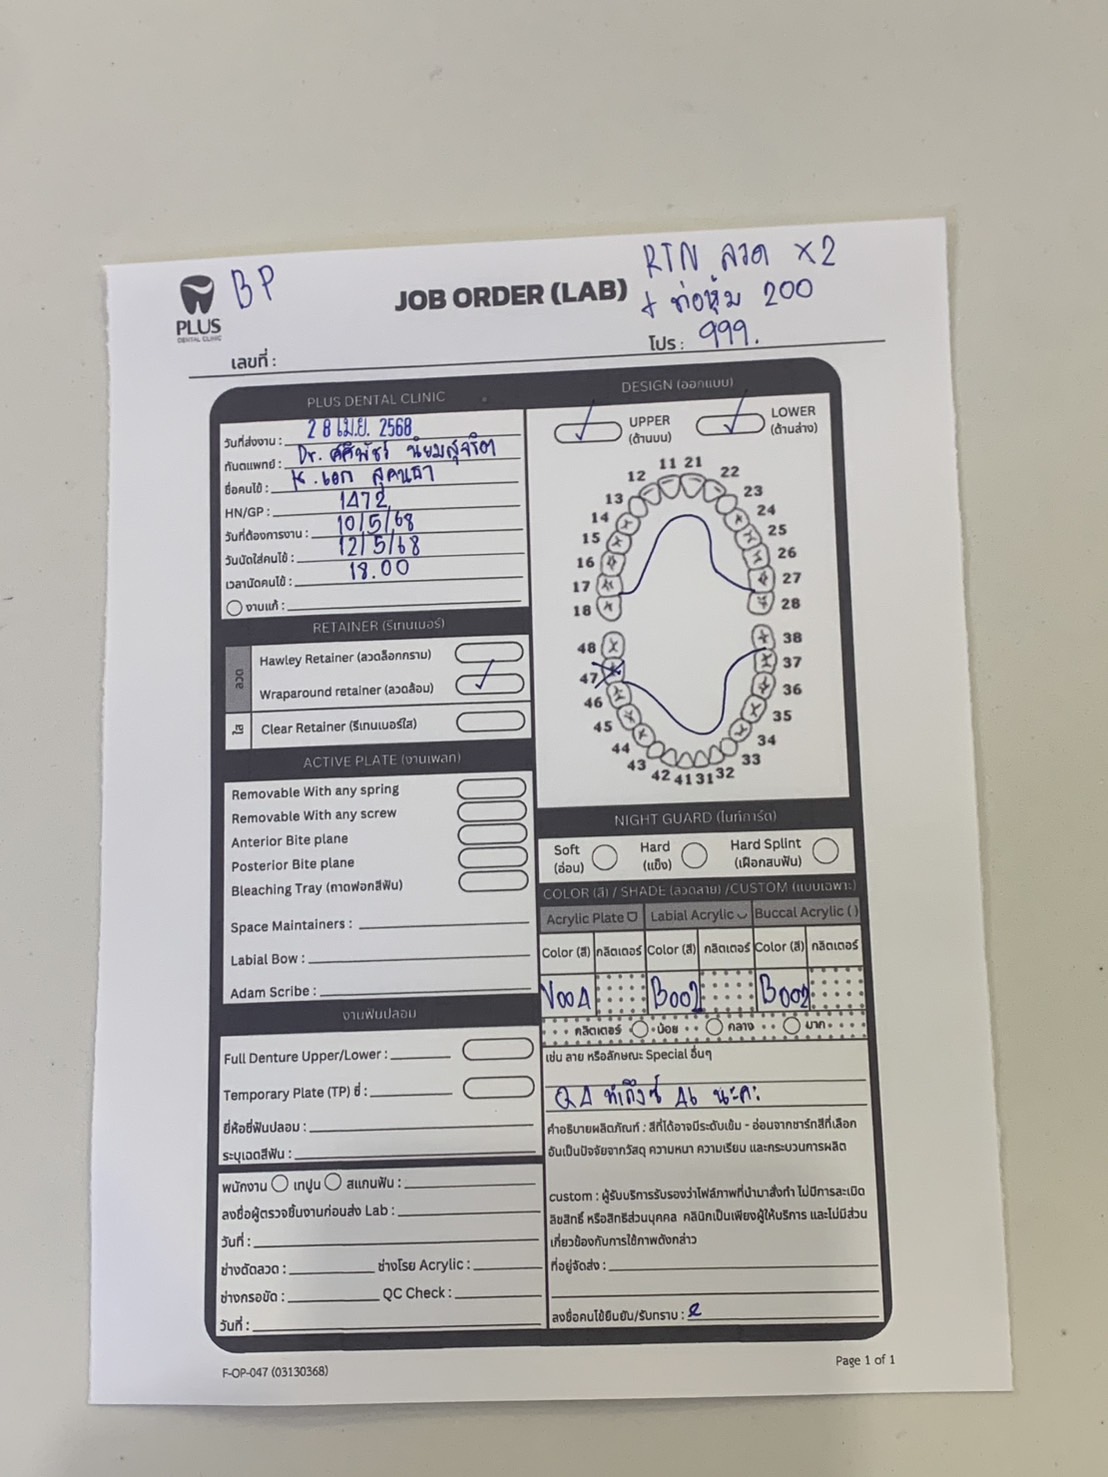 BP
PLUS
DENTAL CLINIC
JOB ORDER (LAB)
RTN ลวด x2
+ ท่อหุ้ม 200
โปร : 999.
เลขที่ :
PLUS DENTAL CLINIC
วันที่ส่งงาน : 28 เม.ย. 2568
ทันตแพทย์ : Dr. ศศิพัชร์ นิยมสุจริต
ชื่อคนไข้ : K. เอก สุคนธา
HN/GP : 1472
วันที่ต้องการงาน : 10/5/68
วันนัดใส่คนไข้ : 12/5/68
เวลานัดคนไข้ : 18.00
งานแก้ :
RETAINER (รีเทนเนอร์)
ลวด
Hawley Retainer (ลวดล็อกกราม)
Wraparound retainer (ลวดล้อม)
ใส
Clear Retainer (รีเทนเนอร์ใส)
ACTIVE PLATE (งานเพลท)
Removable With any spring
Removable With any screw
Anterior Bite plane
Posterior Bite plane
Bleaching Tray (ถาดฟอกสีฟัน)
Space Maintainers :
Labial Bow :
Adam Scribe :
งานฟันปลอม
Full Denture Upper/Lower :
Temporary Plate (TP) ซี่ :
ยี่ห้อซี่ฟันปลอม :
ระบุเฉดสีฟัน :
พนักงาน เทปูน สแกนฟัน :
ลงชื่อผู้ตรวจชิ้นงานก่อนส่ง Lab :
วันที่ :
ช่างดัดลวด : ช่างโรย Acrylic :
ช่างกรอขัด : QC Check :
วันที่ :
DESIGN (ออกแบบ)
UPPER
(ด้านบน)
LOWER
(ด้านล่าง)
11 21
12 22
13 23
14 24
15 25
16 26
17 27
18 28
48 38
47 37
46 36
45 35
44 34
43 33
42 41 31 32
NIGHT GUARD (ไนท์การ์ด)
Soft
(อ่อน)
Hard
(แข็ง)
Hard Splint
(เฝือกสบฟัน)
COLOR (สี) / SHADE (ลวดลาย) /CUSTOM (แบบเฉพาะ)
Acrylic Plate Labial Acrylic Buccal Acrylic ( )
Color (สี) กลิตเตอร์ Color (สี) กลิตเตอร์ Color (สี) กลิตเตอร์
V001 B002 B002
กลิตเตอร์ น้อย กลาง มาก
เช่น ลาย หรือลักษณะ Special อื่นๆ
คำอธิบายผลิตภัณฑ์ : สีที่ได้อาจมีระดับเข้ม - อ่อนจากชาร์ทสีที่เลือก
อันเป็นปัจจัยจากวัสดุ ความหนา ความเรียบ และกระบวนการผลิต
custom : ผู้รับบริการรับรองว่าไฟล์ภาพที่นำมาสั่งทำ ไม่มีการละเมิด
ลิขสิทธิ์ หรือสิทธิส่วนบุคคล คลินิกเป็นเพียงผู้ให้บริการ และไม่มีส่วน
เกี่ยวข้องกับการใช้ภาพดังกล่าว
ที่อยู่จัดส่ง :
ลงชื่อคนไข้ยืนยัน/รับทราบ :
F-OP-047 (03130368)
Page 1 of 1